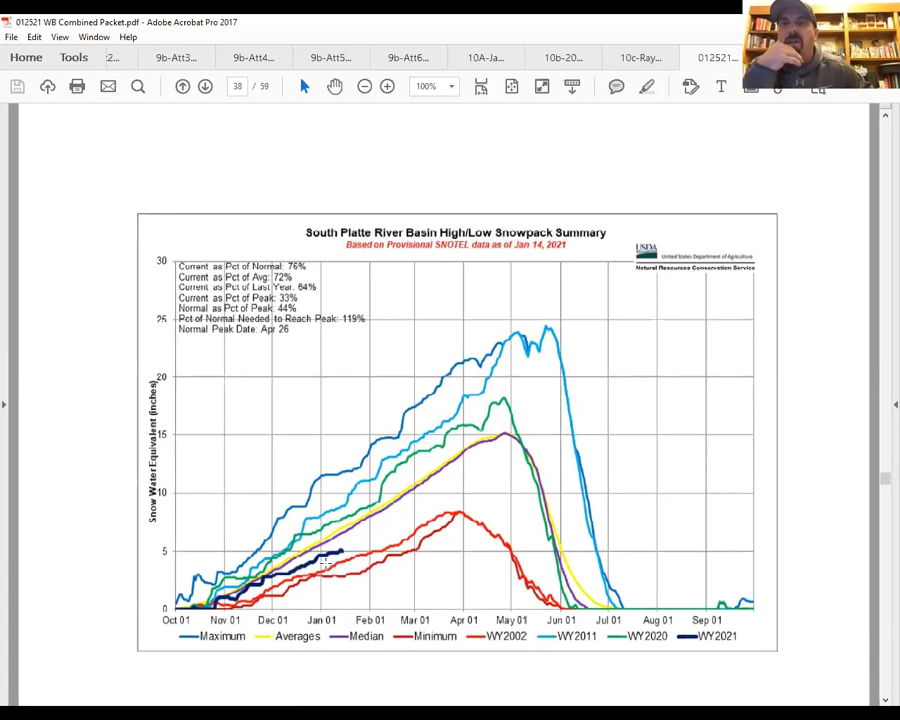 012521 WB Combined Packet.pdf - Adobe Acrobat Pro 2017
File Edit View Window Help
Home Tools 2... 9b-Att3... 9b-Att4... 9b-Att5... 9b-Att6... 10A-Ja... 10b-20... 10c-Ray... 012521...
38 / 59 100%
South Platte River Basin High/Low Snowpack Summary
Based on Provisional SNOTEL data as of Jan 14, 2021
USDA
United States Department of Agriculture
Natural Resources Conservation Service
Current as Pct of Normal: 76%
Current as Pct of Avg: 72%
Current as Pct of Last Year: 64%
Current as Pct of Peak: 33%
Normal as Pct of Peak: 44%
Pct of Normal Needed to Reach Peak: 119%
Normal Peak Date: Apr 26
Snow Water Equivalent (inches)
30
25
20
15
10
5
0
Oct 01 Nov 01 Dec 01 Jan 01 Feb 01 Mar 01 Apr 01 May 01 Jun 01 Jul 01 Aug 01 Sep 01
Maximum Averages Median Minimum WY2002 WY2011 WY2020 WY2021